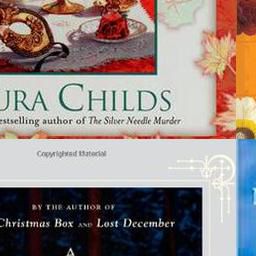 URA CHILDS
estselling author of The Silver Needle Murder
Copyrighted Material
BY THE AUTHOR OF
Christmas Box AND Lost December
A